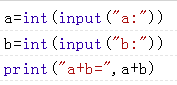 a=int(input("a:"))
b=int(input("b:"))
print("a+b=",a+b)